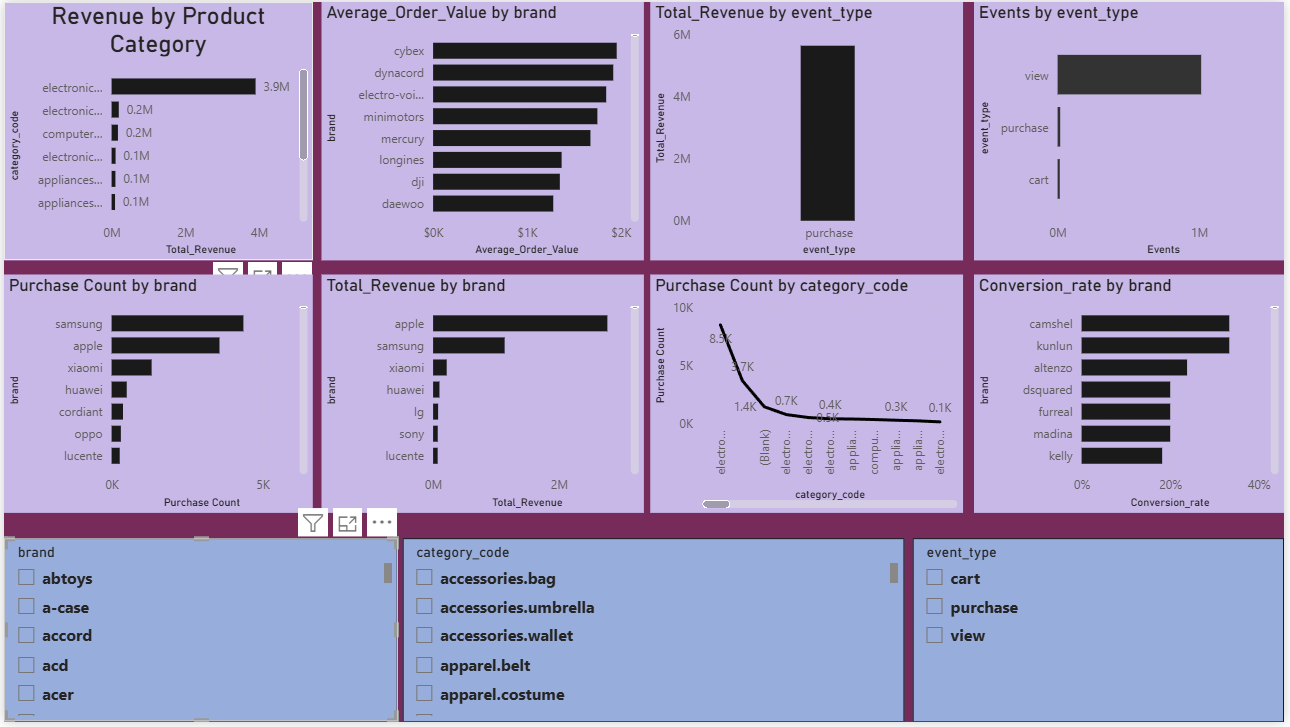 Revenue by Product
Category
category_code
electronic...
3.9M
electronic...
0.2M
computer...
0.2M
electronic...
0.1M
appliances...
0.1M
appliances...
0.1M
0M 2M 4M
Total_Revenue
Average_Order_Value by brand
brand
cybex
dynacord
electro-voi...
minimotors
mercury
longines
dji
daewoo
$0K $1K $2K
Average_Order_Value
Total_Revenue by event_type
Total_Revenue
6M
4M
2M
0M
purchase
event_type
Events by event_type
event_type
view
purchase
cart
0M 1M
Events
Purchase Count by brand
brand
samsung
apple
xiaomi
huawei
cordiant
oppo
lucente
0K 5K
Purchase Count
Total_Revenue by brand
brand
apple
samsung
xiaomi
huawei
lg
sony
lucente
0M 2M
Total_Revenue
Purchase Count by category_code
Purchase Count
10K
5K
0K
8.5K
3.7K
1.4K
0.7K
0.4K
0.5K
0.3K
0.1K
electro...
(Blank)
electro...
electro...
electro...
applia...
compu...
applia...
applia...
electro...
category_code
Conversion_rate by brand
brand
camshel
kunlun
altenzo
dsquared
furreal
madina
kelly
0% 20% 40%
Conversion_rate
brand
abtoys
a-case
accord
acd
acer
category_code
accessories.bag
accessories.umbrella
accessories.wallet
apparel.belt
apparel.costume
event_type
cart
purchase
view